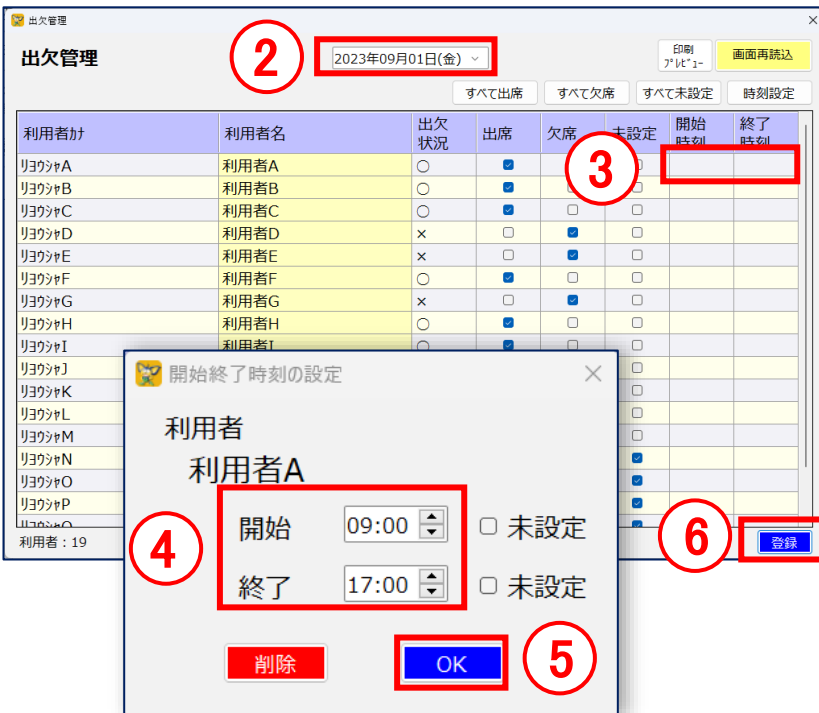 出欠管理
出欠管理
②
2023年09月01日(金)
印刷
ﾌﾟﾚﾋﾞｭｰ
画面再読込
すべて出席 すべて欠席 すべて未設定 時刻設定
利用者ｶﾅ 利用者名 出欠状況 出席 欠席 未設定 開始時刻 終了時刻
③
ﾘﾖｳｼｬA 利用者A ○
ﾘﾖｳｼｬB 利用者B ○
ﾘﾖｳｼｬC 利用者C ○
ﾘﾖｳｼｬD 利用者D ×
ﾘﾖｳｼｬE 利用者E ×
ﾘﾖｳｼｬF 利用者F ○
ﾘﾖｳｼｬG 利用者G ×
ﾘﾖｳｼｬH 利用者H ○
ﾘﾖｳｼｬI 利用者I ○
ﾘﾖｳｼｬJ
ﾘﾖｳｼｬK
ﾘﾖｳｼｬL
ﾘﾖｳｼｬM
ﾘﾖｳｼｬN
ﾘﾖｳｼｬO
ﾘﾖｳｼｬP
ﾘﾖｳｼｬQ
利用者：19
⑥
登録
開始終了時刻の設定
利用者
利用者A
④
開始 09:00 未設定
終了 17:00 未設定
削除 OK
⑤